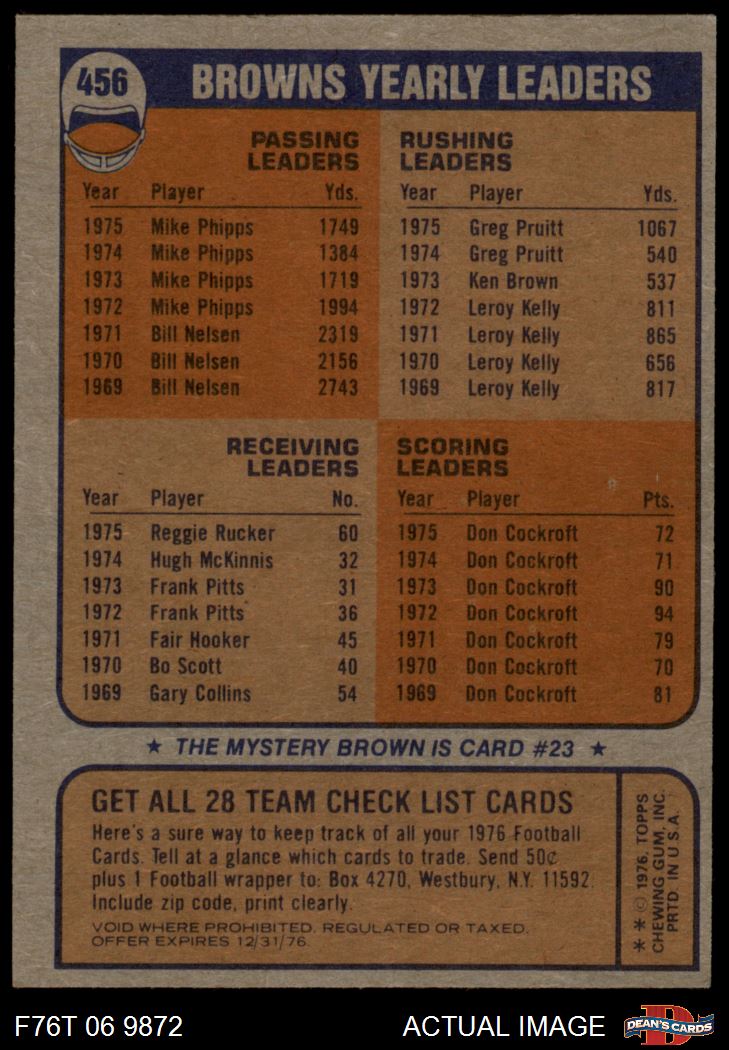 456
BROWNS YEARLY LEADERS
PASSING
LEADERS
Year Player Yds.
1975 Mike Phipps 1749
1974 Mike Phipps 1384
1973 Mike Phipps 1719
1972 Mike Phipps 1994
1971 Bill Nelsen 2319
1970 Bill Nelsen 2156
1969 Bill Nelsen 2743
RUSHING
LEADERS
Year Player Yds.
1975 Greg Pruitt 1067
1974 Greg Pruitt 540
1973 Ken Brown 537
1972 Leroy Kelly 811
1971 Leroy Kelly 865
1970 Leroy Kelly 656
1969 Leroy Kelly 817
RECEIVING
LEADERS
Year Player No.
1975 Reggie Rucker 60
1974 Hugh McKinnis 32
1973 Frank Pitts 31
1972 Frank Pitts 36
1971 Fair Hooker 45
1970 Bo Scott 40
1969 Gary Collins 54
SCORING
LEADERS
Year Player Pts.
1975 Don Cockroft 72
1974 Don Cockroft 71
1973 Don Cockroft 90
1972 Don Cockroft 94
1971 Don Cockroft 79
1970 Don Cockroft 70
1969 Don Cockroft 81
★ THE MYSTERY BROWN IS CARD #23 ★
GET ALL 28 TEAM CHECK LIST CARDS
Here's a sure way to keep track of all your 1976 Football
Cards. Tell at a glance which cards to trade. Send 50¢
plus 1 Football wrapper to: Box 4270, Westbury, N.Y. 11592.
Include zip code, print clearly.
VOID WHERE PROHIBITED, REGULATED OR TAXED.
OFFER EXPIRES 12/31/76.
* * © 1976, TOPPS
CHEWING GUM, INC.
PRTD. IN U.S.A.
F76T 06 9872
ACTUAL IMAGE
D
DEAN'S CARDS